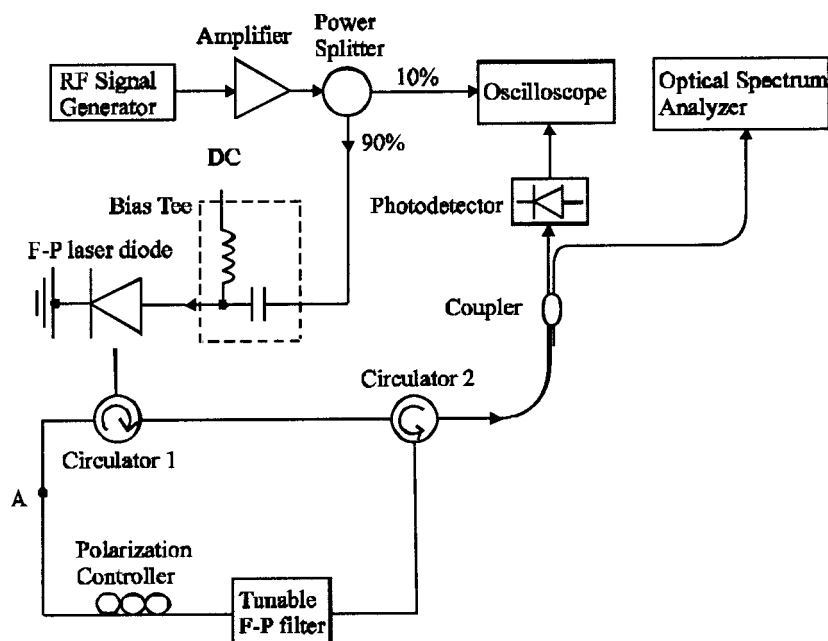 Amplifier
Power
Splitter
RF Signal
Generator
10%
Oscilloscope
Optical Spectrum
Analyzer
90%
DC
Bias Tee
Photodetector
F-P laser diode
Coupler
Circulator 2
Circulator 1
A
Polarization
Controller
Tunable
F-P filter